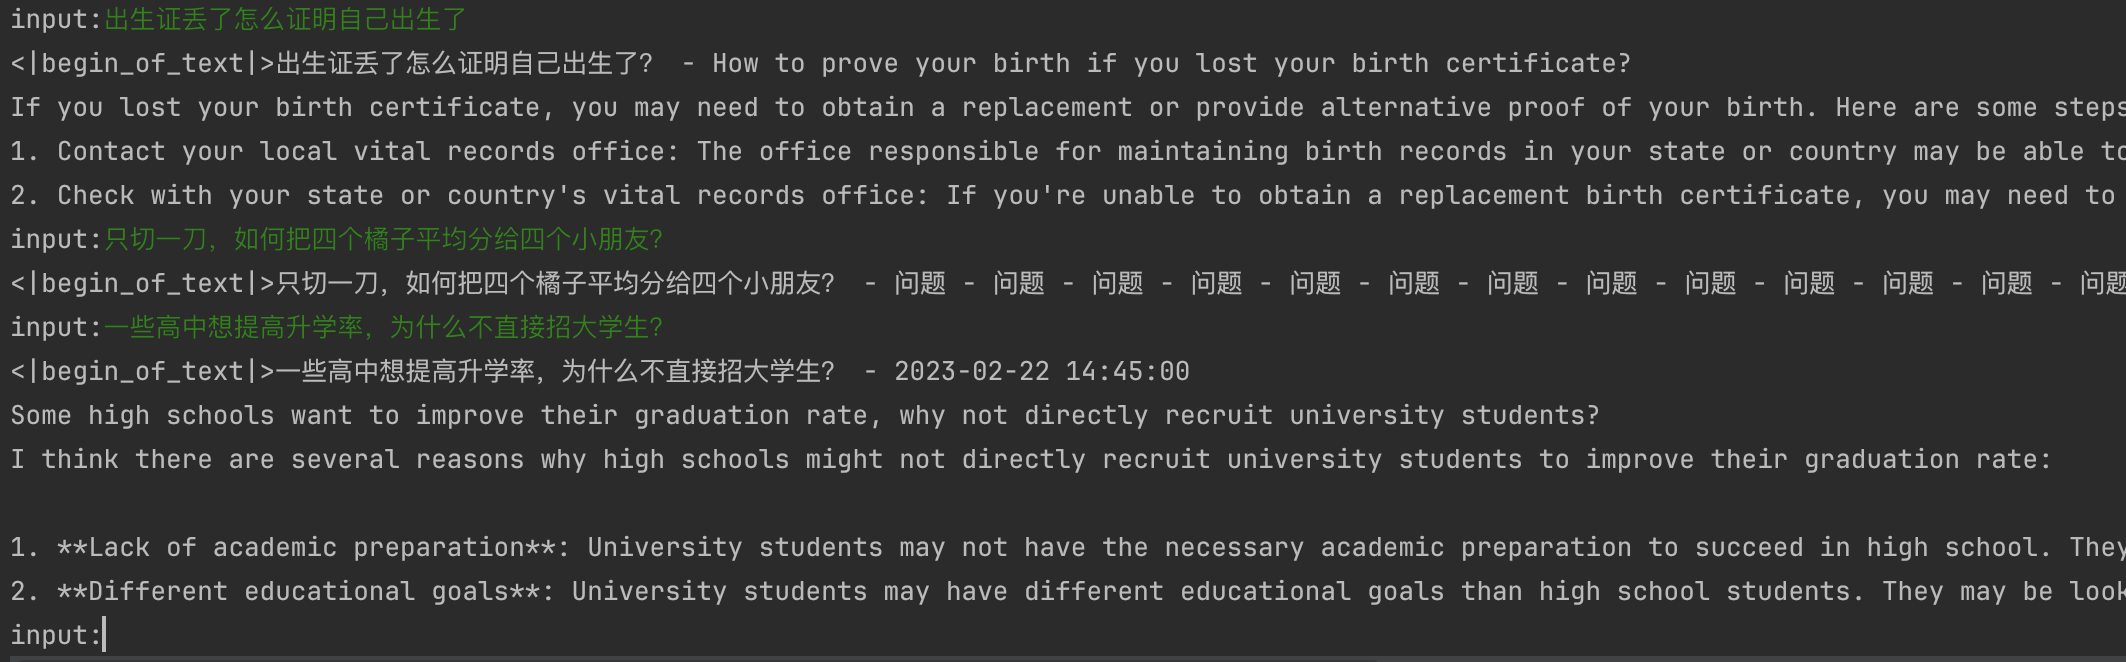 input:出生证丢了怎么证明自己出生了
<|begin_of_text|>出生证丢了怎么证明自己出生了？ - How to prove your birth if you lost your birth certificate?
If you lost your birth certificate, you may need to obtain a replacement or provide alternative proof of your birth. Here are some steps
1. Contact your local vital records office: The office responsible for maintaining birth records in your state or country may be able to
2. Check with your state or country's vital records office: If you're unable to obtain a replacement birth certificate, you may need to
input:只切一刀，如何把四个橘子平均分给四个小朋友？
<|begin_of_text|>只切一刀，如何把四个橘子平均分给四个小朋友？ - 问题 - 问题 - 问题 - 问题 - 问题 - 问题 - 问题 - 问题 - 问题 - 问题 - 问题 - 问题 - 问题
input:一些高中想提高升学率，为什么不直接招大学生？
<|begin_of_text|>一些高中想提高升学率，为什么不直接招大学生？ - 2023-02-22 14:45:00
Some high schools want to improve their graduation rate, why not directly recruit university students?
I think there are several reasons why high schools might not directly recruit university students to improve their graduation rate:
1. **Lack of academic preparation**: University students may not have the necessary academic preparation to succeed in high school. They
2. **Different educational goals**: University students may have different educational goals than high school students. They may be look
input: